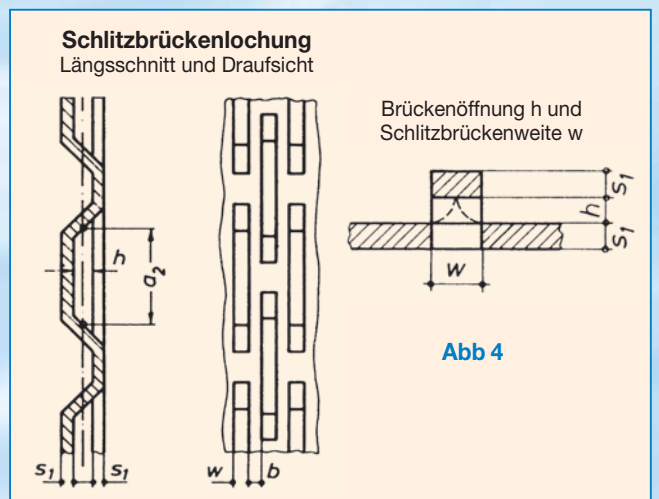 Schlitzbrückenlochung
Längsschnitt und Draufsicht
Brückenöffnung h und
Schlitzbrückenweite w
h
a₂
s₁
s₁
w
b
s₁
h
s₁
w
Abb 4